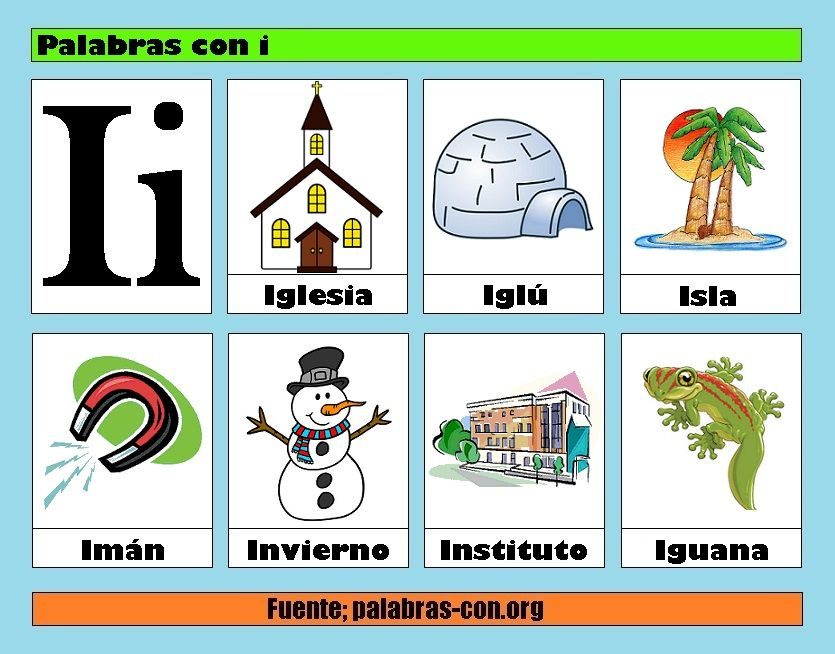 Palabras con i
Ii
Iglesia
Iglú
Isla
Imán
Invierno
Instituto
Iguana
Fuente; palabras-con.org